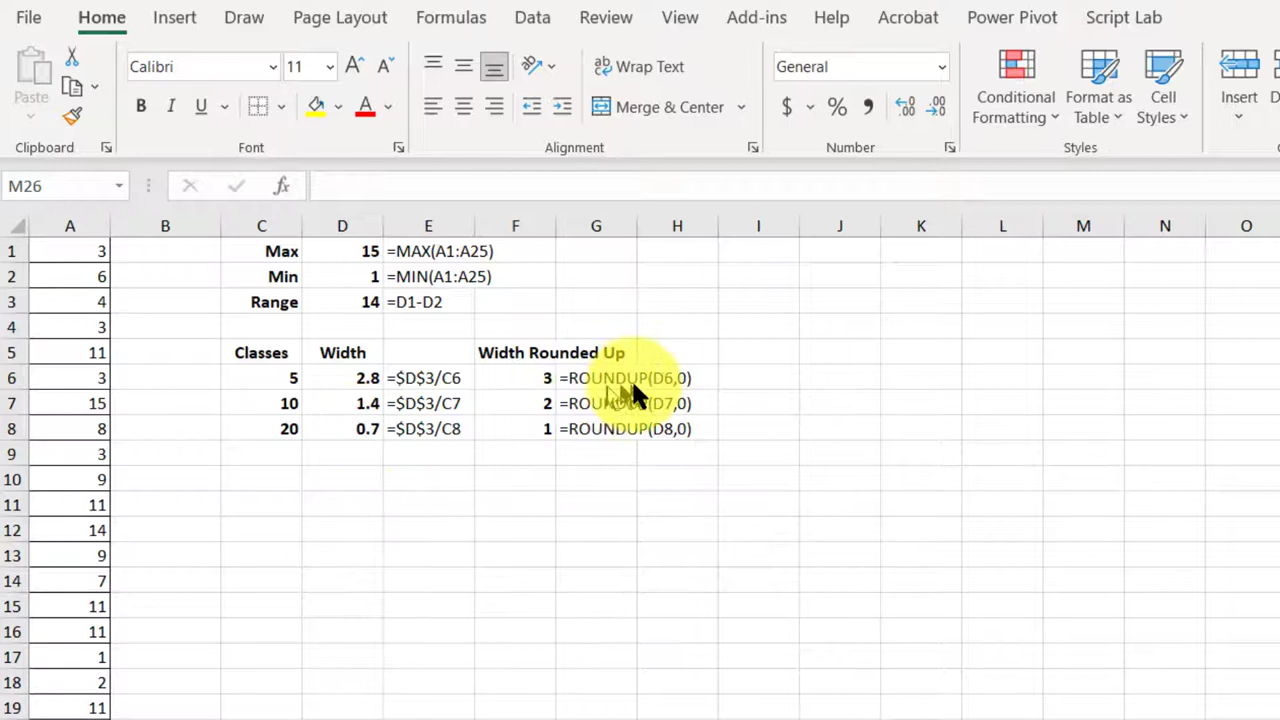 File Home Insert Draw Page Layout Formulas Data Review View Add-ins Help Acrobat Power Pivot Script Lab
Paste
Calibri 11 A A
B I U A
ab Wrap Text
Merge & Center
General
$ % 9 .00
Conditional Formatting
Format as Table
Cell Styles
Insert
Clipboard Font Alignment Number Styles
M26 fx
A B C D E F G H I J K L M N O
1 3 Max 15 =MAX(A1:A25)
2 6 Min 1 =MIN(A1:A25)
3 4 Range 14 =D1-D2
4 3
5 11 Classes Width Width Rounded Up
6 3 5 2.8 =$D$3/C6 3 =ROUNDUP(D6,0)
7 15 10 1.4 =$D$3/C7 2 =ROUNDUP(D7,0)
8 8 20 0.7 =$D$3/C8 1 =ROUNDUP(D8,0)
9 3
10 9
11 11
12 14
13 9
14 7
15 11
16 11
17 1
18 2
19 11